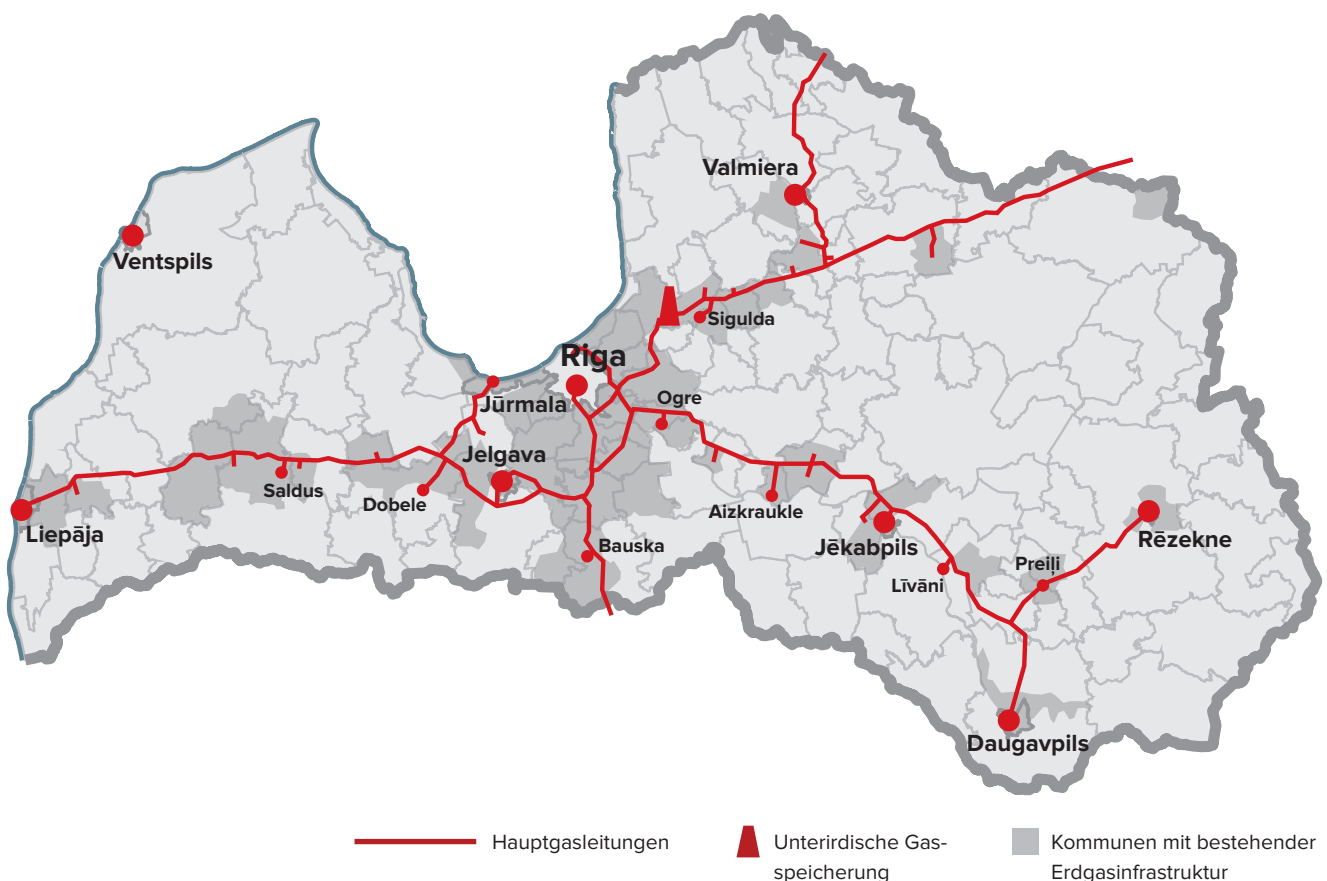 Valmiera
Ventspils
Sigulda
Riga
Ogre
Jūrmala
Jelgava
Saldus
Dobele
Aizkraukle
Liepāja
Bauska
Jēkabpils
Rēzekne
Preiļi
Līvāni
Daugavpils
Hauptgasleitungen
Unterirdische Gas-
speicherung
Kommunen mit bestehender
Erdgasinfrastruktur